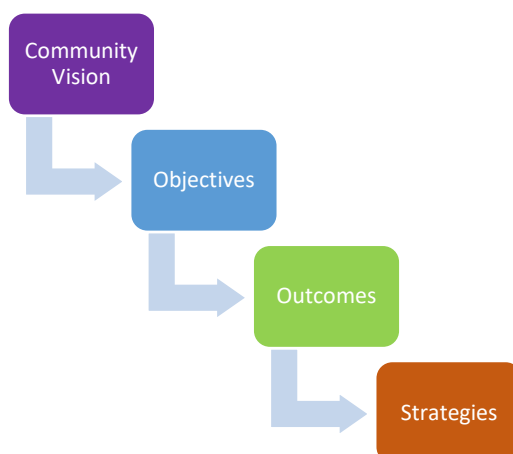 Community
Vision
Objectives
Outcomes
Strategies